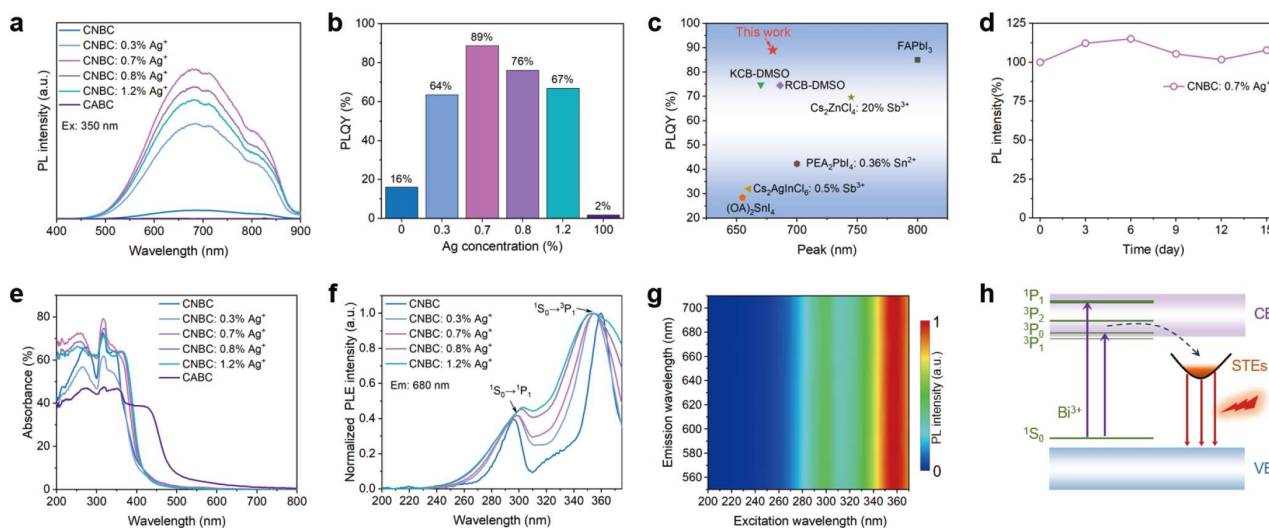 a
CNBC
CNBC: 0.3% Ag⁺
CNBC: 0.7% Ag⁺
CNBC: 0.8% Ag⁺
CNBC: 1.2% Ag⁺
CABC
Ex: 350 nm
PL intensity (a.u.)
400 500 600 700 800 900
Wavelength (nm)
b
PLQY (%)
100
80
60
40
20
0
16%
64%
89%
76%
67%
2%
0 0.3 0.7 0.8 1.2 100
Ag concentration (%)
c
PLQY (%)
100
90
80
70
60
50
40
30
20
This work
FAPbI₃
KCB-DMSO
RCB-DMSO
Cs₂ZnCl₄: 20% Sb³⁺
PEA₂PbI₄: 0.36% Sn²⁺
Cs₂AgInCl₆: 0.5% Sb³⁺
(OA)₂SnI₄
650 700 750 800
Peak (nm)
d
PL intensity(%)
125
100
75
50
25
0
CNBC: 0.7% Ag⁺
0 3 6 9 12 15
Time (day)
e
Absorbance (%)
100
80
60
40
20
0
CNBC
CNBC: 0.3% Ag⁺
CNBC: 0.7% Ag⁺
CNBC: 0.8% Ag⁺
CNBC: 1.2% Ag⁺
CABC
200 300 400 500 600 700 800
Wavelength (nm)
f
Normalized PLE intensity (a.u.)
1.0
0.8
0.6
0.4
0.2
0.0
CNBC
CNBC: 0.3% Ag⁺
CNBC: 0.7% Ag⁺
CNBC: 0.8% Ag⁺
CNBC: 1.2% Ag⁺
Em: 680 nm
¹S₀→³P₁
¹S₀→¹P₁
200 220 240 260 280 300 320 340 360
Wavelength (nm)
g
Emission wavelength (nm)
700
680
660
640
620
600
580
560
200 220 240 260 280 300 320 340 360
Excitation wavelength (nm)
1
PL intensity (a.u.)
0
h
¹P₁
³P₂
³P₀
³P₁
CB
STEs
Bi³⁺
¹S₀
VB